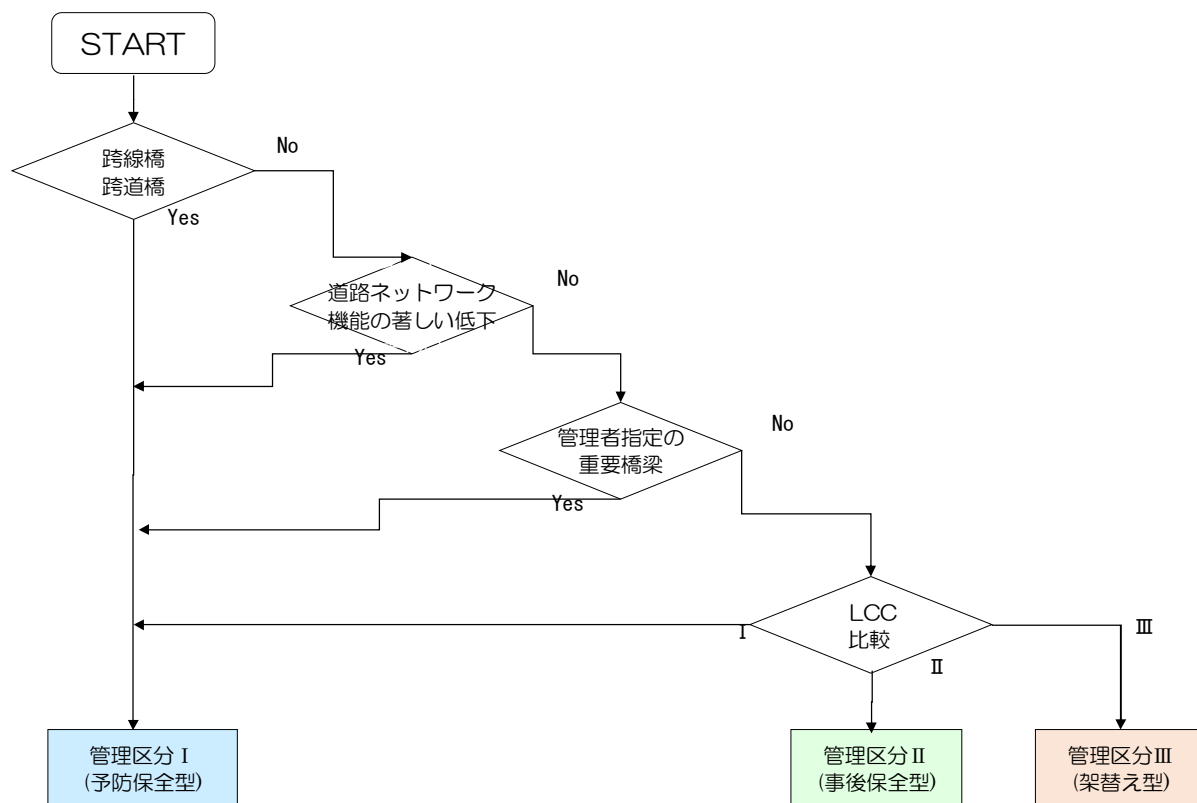 START
跨線橋
跨道橋
No
Yes
道路ネットワーク
機能の著しい低下
No
Yes
管理者指定の
重要橋梁
No
Yes
LCC
比較
Ⅰ
Ⅱ
Ⅲ
管理区分Ⅰ
(予防保全型)
管理区分Ⅱ
(事後保全型)
管理区分Ⅲ
(架替え型)